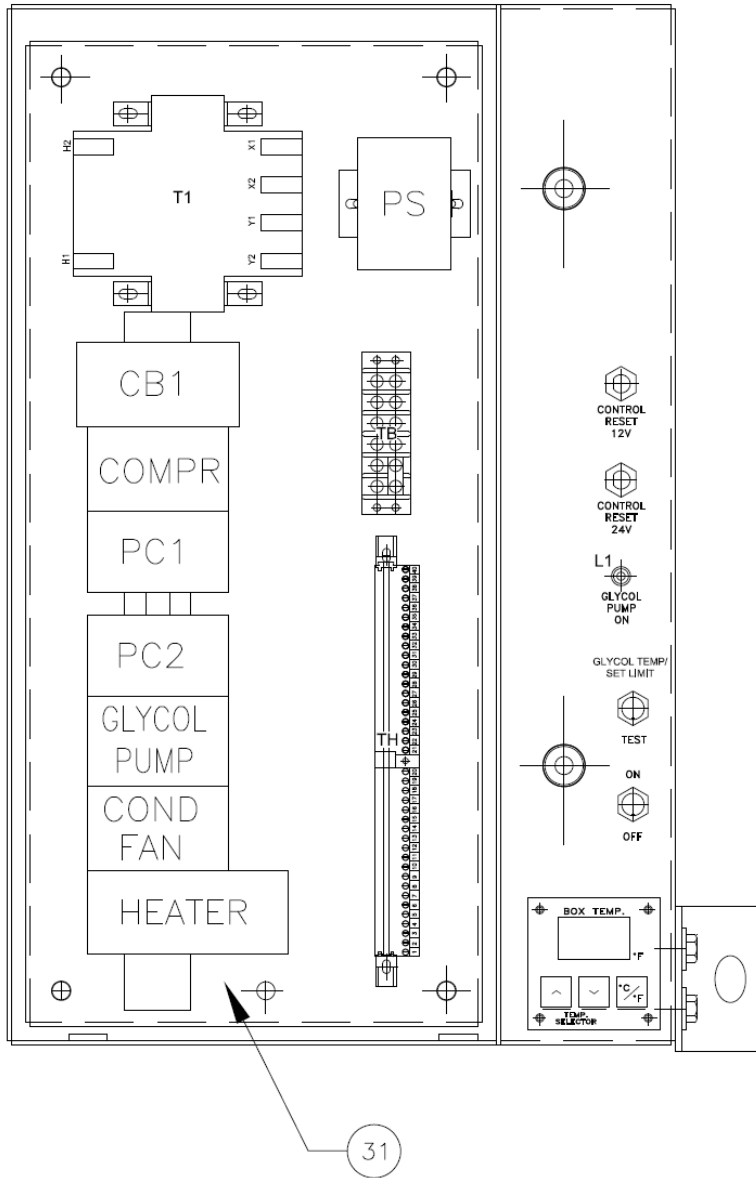 H2
X1
X2
T1
Y1
H1
Y2
PS
CB1
COMPR
PC1
PC2
GLYCOL
PUMP
COND
FAN
HEATER
TB
TH
CONTROL
RESET
12V
CONTROL
RESET
24V
L1
GLYCOL
PUMP
ON
GLYCOL TEMP/
SET LIMIT
TEST
ON
OFF
BOX TEMP.
°F
°C/°F
TEMP.
SELECTOR
31